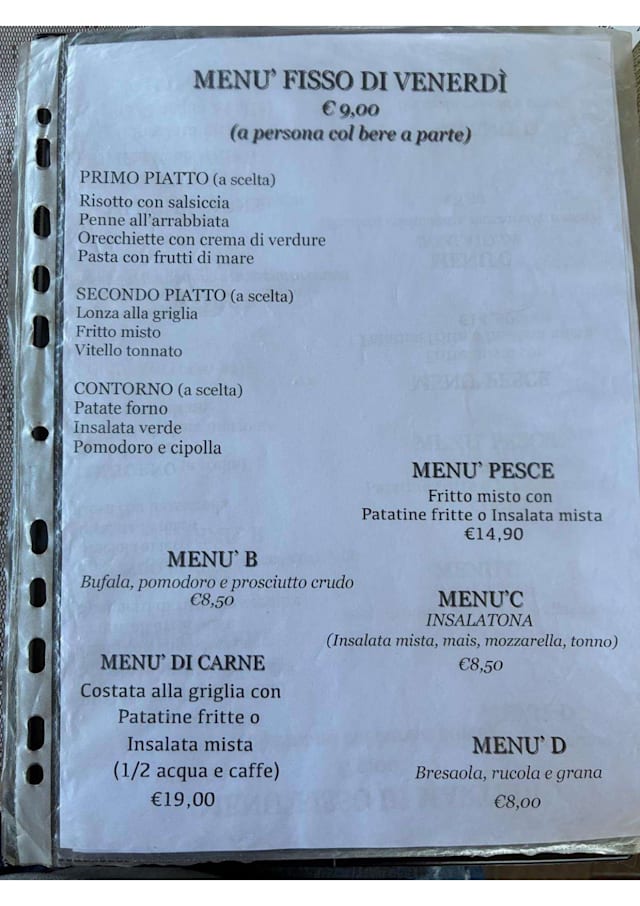 MENU' FISSO DI VENERDÌ
€ 9,00
(a persona col bere a parte)
PRIMO PIATTO (a scelta)
Risotto con salsiccia
Penne all'arrabbiata
Orecchiette con crema di verdure
Pasta con frutti di mare
SECONDO PIATTO (a scelta)
Lonza alla griglia
Fritto misto
Vitello tonnato
CONTORNO (a scelta)
Patate forno
Insalata verde
Pomodoro e cipolla
MENU' PESCE
Fritto misto con
Patatine fritte o Insalata mista
€14,90
MENU' B
Bufala, pomodoro e prosciutto crudo
€8,50
MENU'C
INSALATONA
(Insalata mista, mais, mozzarella, tonno)
€8,50
MENU' DI CARNE
Costata alla griglia con
Patatine fritte o
Insalata mista
(1/2 acqua e caffe)
€19,00
MENU' D
Bresaola, rucola e grana
€8,00